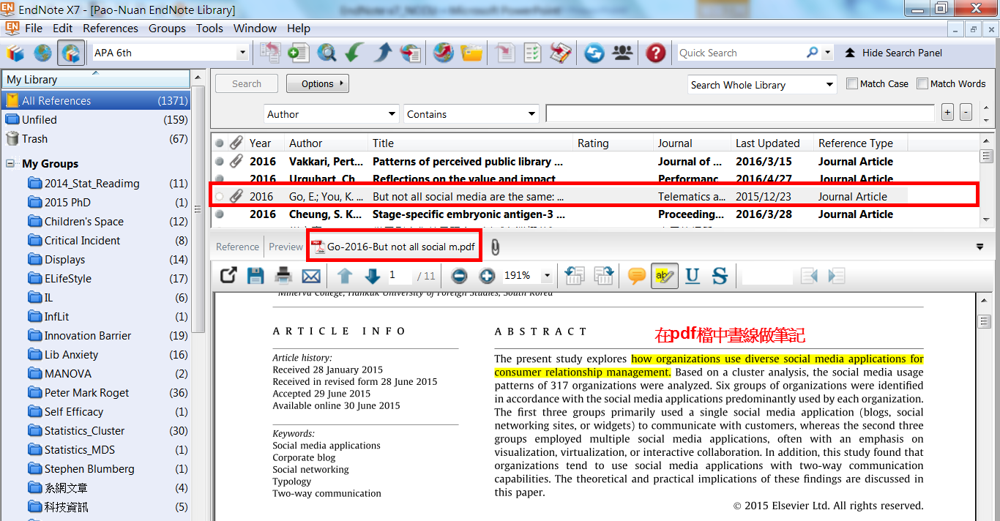 EndNote X7 - [Pao-Nuan EndNote Library]
File Edit References Groups Tools Window Help
APA 6th
Quick Search
Hide Search Panel
My Library
All References (1371)
Unfiled (159)
Trash (67)
My Groups
2014_Stat_Readimg (11)
2015 PhD (1)
Children's Space (12)
Critical Incident (8)
Displays (14)
ELifeStyle (17)
IL (6)
InfLit (1)
Innovation Barrier (19)
Lib Anxiety (16)
MANOVA (2)
Peter Mark Roget (36)
Self Efficacy (1)
Statistics_Cluster (30)
Statistics_MDS (1)
Stephen Blumberg (1)
系網文章 (4)
科技資訊 (5)
Search Options Search Whole Library Match Case Match Words
Author Contains + -
Year Author Title Rating Journal Last Updated Reference Type
2016 Vakkari, Pert... Patterns of perceived public library ... Journal of ... 2016/3/15 Journal Article
2016 Urquhart, Ch... Reflections on the value and impact Performanc... 2016/4/27 Journal Article
2016 Go, E.; You, K. ... But not all social media are the same: ... Telematics a... 2015/12/23 Journal Article
2016 Cheung, S. K... Stage-specific embryonic antigen-3 ... Proceeding... 2016/3/28 Journal Article
Reference Preview Go-2016-But not all social m.pdf
1 / 11 191%
Minerva College, Hankuk University of Foreign Studies, South Korea
ARTICLE INFO
Article history:
Received 28 January 2015
Received in revised form 28 June 2015
Accepted 29 June 2015
Available online 30 June 2015
Keywords:
Social media applications
Corporate blog
Social networking
Typology
Two-way communication
ABSTRACT
在pdf檔中畫線做筆記
The present study explores how organizations use diverse social media applications for
consumer relationship management. Based on a cluster analysis, the social media usage
patterns of 317 organizations were analyzed. Six groups of organizations were identified
in accordance with the social media applications predominantly used by each organization.
The first three groups primarily used a single social media application (blogs, social
networking sites, or widgets) to communicate with customers, whereas the second three
groups employed multiple social media applications, often with an emphasis on
visualization, virtualization, or interactive collaboration. In addition, this study found that
organizations tend to use social media applications with two-way communication
capabilities. The theoretical and practical implications of these findings are discussed in
this paper.
© 2015 Elsevier Ltd. All rights reserved.